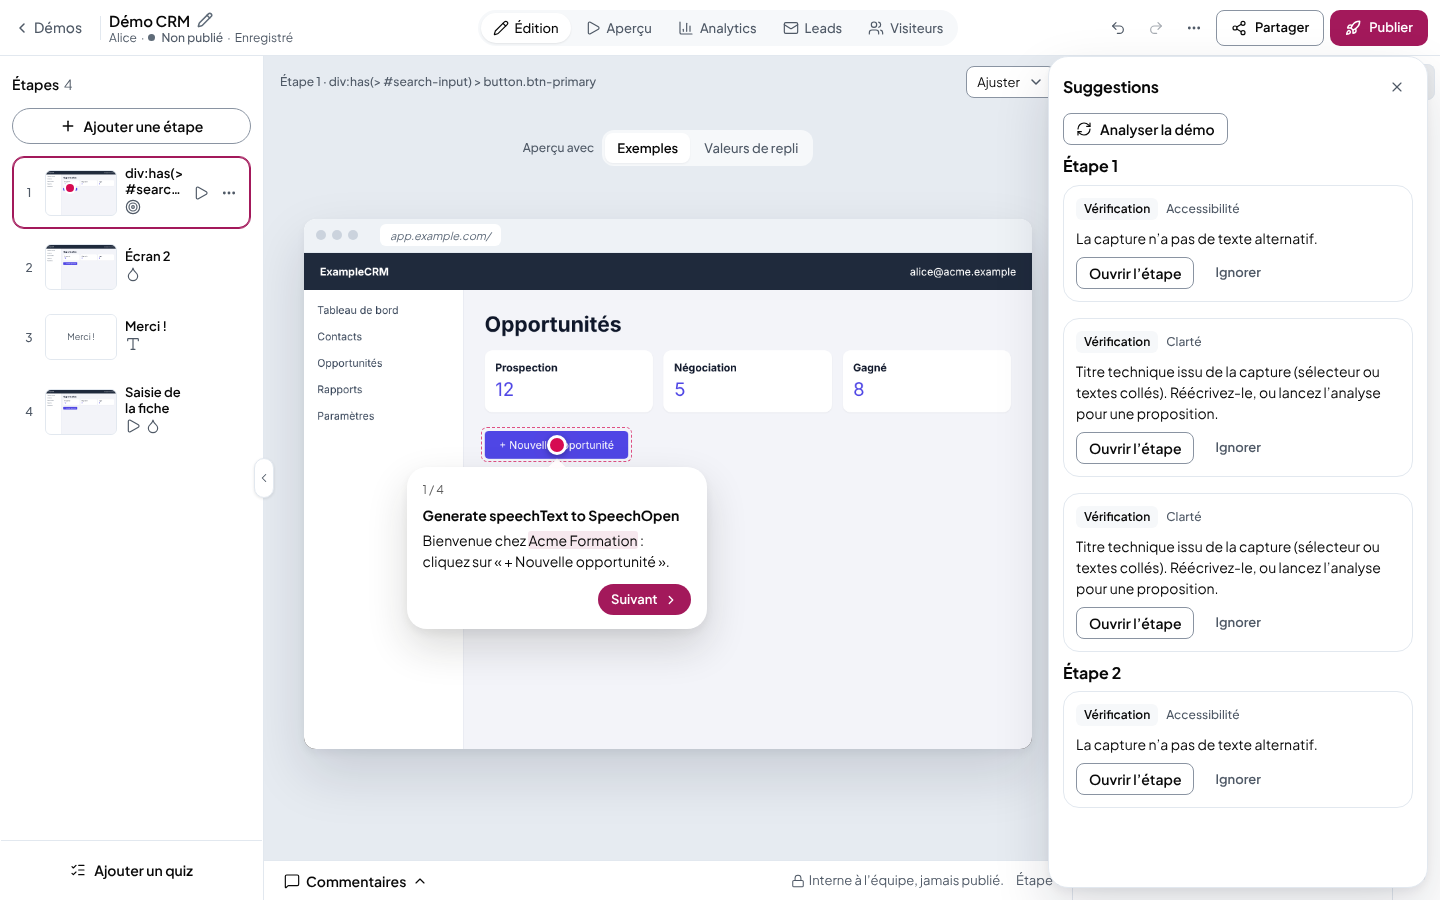 Démos
Démo CRM
Alice · Non publié · Enregistré
Édition
Aperçu
Analytics
Leads
Visiteurs
Partager
Publier
Étapes 4
Ajouter une étape
1
div:has(>
#searc…
2
Écran 2
3
Merci !
Merci !
4
Saisie de
la fiche
Ajouter un quiz
Étape 1 · div:has(> #search-input) > button.btn-primary
Ajuster
Aperçu avec
Exemples
Valeurs de repli
app.example.com/
ExampleCRM
alice@acme.example
Tableau de bord
Contacts
Opportunités
Rapports
Paramètres
Opportunités
Prospection
12
Négociation
5
Gagné
8
1 / 4
Generate speechText to SpeechOpen
Bienvenue chez Acme Formation :
cliquez sur « + Nouvelle opportunité ».
Suivant
Commentaires
Interne à l’équipe, jamais publié.
Étape
Suggestions
Analyser la démo
Étape 1
Vérification Accessibilité
La capture n’a pas de texte alternatif.
Ouvrir l’étape Ignorer
Vérification Clarté
Titre technique issu de la capture (sélecteur ou
textes collés). Réécrivez-le, ou lancez l’analyse
pour une proposition.
Ouvrir l’étape Ignorer
Vérification Clarté
Titre technique issu de la capture (sélecteur ou
textes collés). Réécrivez-le, ou lancez l’analyse
pour une proposition.
Ouvrir l’étape Ignorer
Étape 2
Vérification Accessibilité
La capture n’a pas de texte alternatif.
Ouvrir l’étape Ignorer